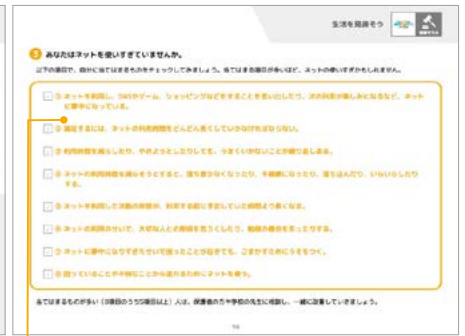 生活を見直そう
5 あなたはネットを使いすぎていませんか。
以下の項目で、自分に当てはまるものをチェックしてみましょう。当てはまる項目が多いほど、ネットの使いすぎかもしれません。
① ネットを利用し、SNSやゲーム、ショッピングなどをすることを思い出したり、次の利用が楽しみになるなど、ネット
に夢中になっている。
② 満足するには、ネットの利用時間をどんどん長くしていかなければならない。
③ 利用時間を減らしたり、やめようとしたりしても、うまくいかないことが繰り返しある。
④ ネットの利用時間を減らそうとすると、落ち着かなくなったり、不機嫌になったり、落ち込んだり、いらいらしたり
する。
⑤ ネットを利用した活動の時間が、利用する前に予定していた時間より長くなる。
⑥ ネットの利用のせいで、大切な人との関係を危うくしたり、勉強の機会を失ったりする。
⑦ ネットに夢中になりすぎたせいで困ったことが起きても、ごまかすためにうそをつく。
⑧ 困っていることや不快なことから逃れるためにネットを使う。
当てはまるものが多い（8項目のうち5項目以上）人は、保護者の方や学校の先生に相談し、一緒に改善していきましょう。